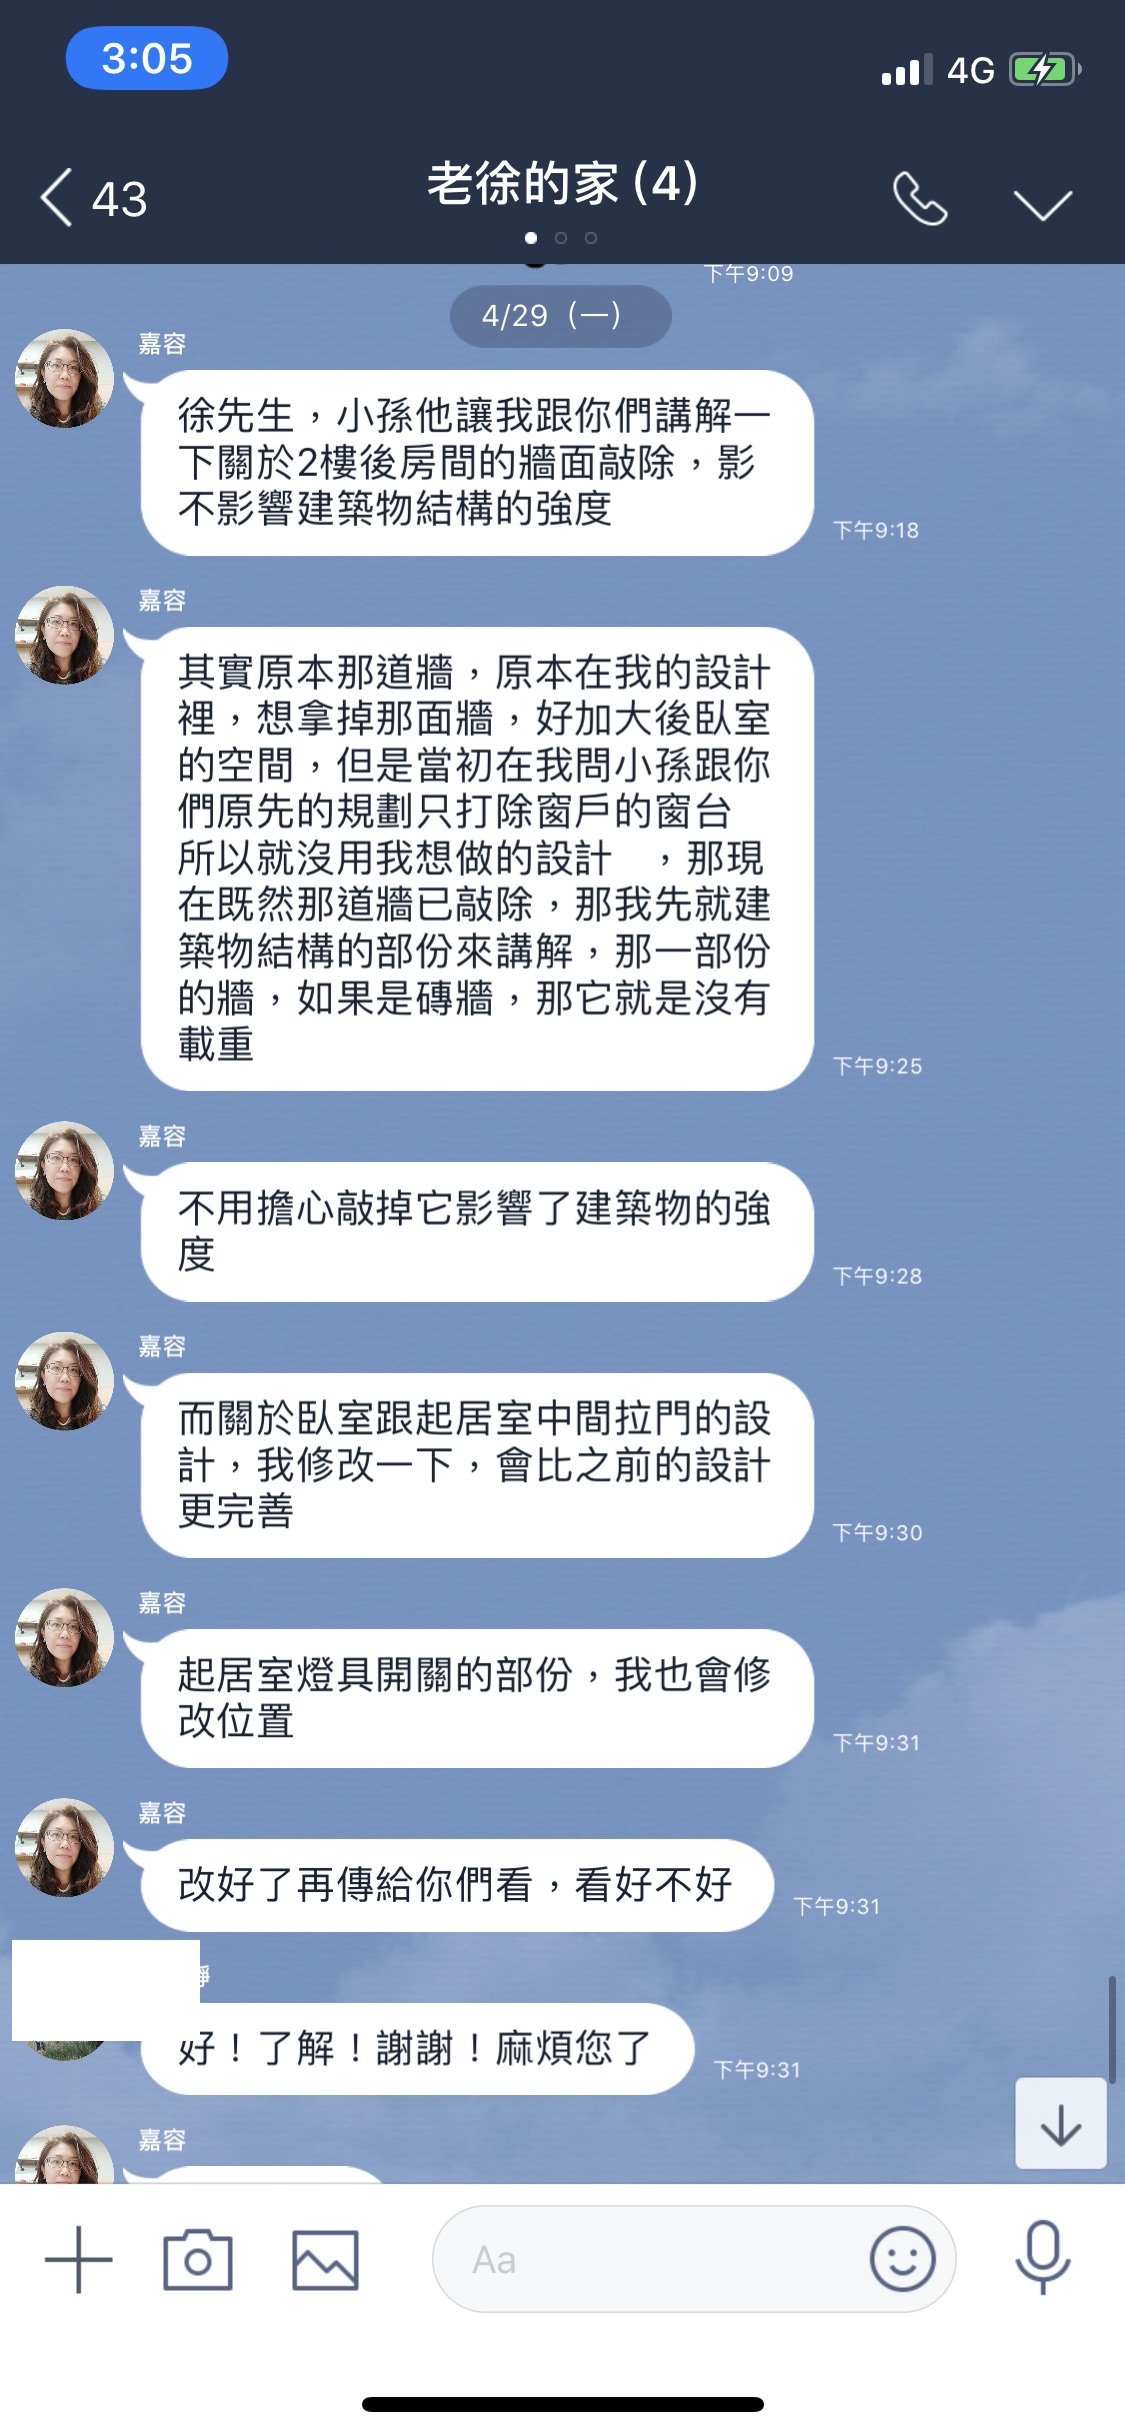 3:05
4G
43
老徐的家 (4)
下午9:09
4/29（一）
嘉容
徐先生，小孫他讓我跟你們講解一
下關於2樓後房間的牆面敲除，影
不影響建築物結構的強度
下午9:18
嘉容
其實原本那道牆，原本在我的設計
裡，想拿掉那面牆，好加大後臥室
的空間，但是當初在我問小孫跟你
們原先的規劃只打除窗戶的窗台
所以就沒用我想做的設計　，那現
在既然那道牆已敲除，那我先就建
築物結構的部份來講解，那一部份
的牆，如果是磚牆，那它就是沒有
載重
下午9:25
嘉容
不用擔心敲掉它影響了建築物的強
度
下午9:28
嘉容
而關於臥室跟起居室中間拉門的設
計，我修改一下，會比之前的設計
更完善
下午9:30
嘉容
起居室燈具開關的部份，我也會修
改位置
下午9:31
嘉容
改好了再傳給你們看，看好不好
下午9:31
好！了解！謝謝！麻煩您了
下午9:31
嘉容
Aa